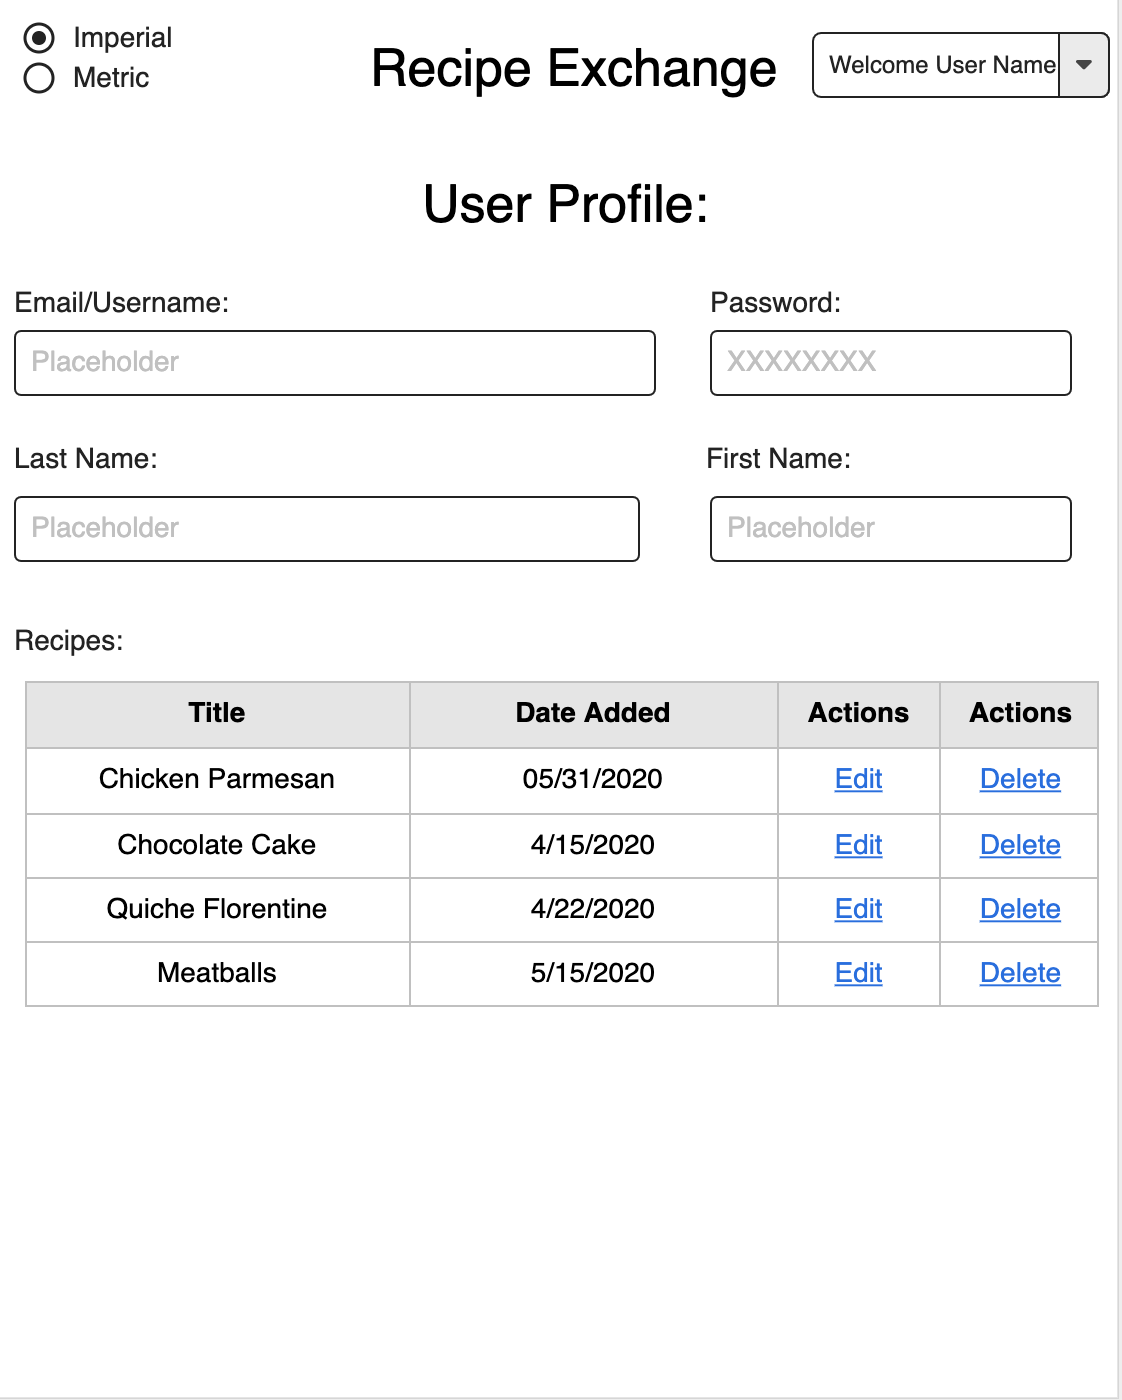 Imperial
Metric
Recipe Exchange
Welcome User Name
User Profile:
Email/Username: Password:
Placeholder XXXXXXXX
Last Name: First Name:
Placeholder Placeholder
Recipes:
Title Date Added Actions Actions
Chicken Parmesan 05/31/2020 Edit Delete
Chocolate Cake 4/15/2020 Edit Delete
Quiche Florentine 4/22/2020 Edit Delete
Meatballs 5/15/2020 Edit Delete